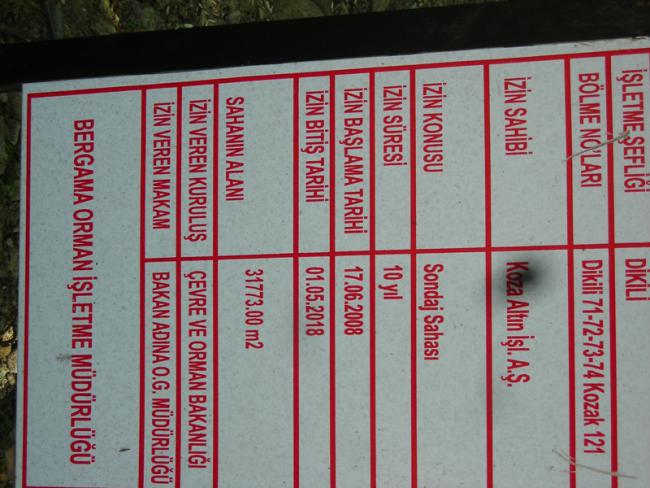 İŞLETME ŞEFLİĞİ DİKİLİ
BÖLME NOLARI Dikili 71-72-73-74 Kozak 121
İZİN SAHİBİ Koza Altın İşl. A.Ş.
İZİN KONUSU Sondaj Sahası
İZİN SÜRESİ 10 yıl
İZİN BAŞLAMA TARİHİ 17.06.2008
İZİN BİTİŞ TARİHİ 01.05.2018
SAHANIN ALANI 31773.00 m2
İZİN VEREN KURULUŞ ÇEVRE VE ORMAN BAKANLIĞI
İZİN VEREN MAKAM BAKAN ADINA O.G. MÜDÜRLÜĞÜ
BERGAMA ORMAN İŞLETME MÜDÜRLÜĞÜ